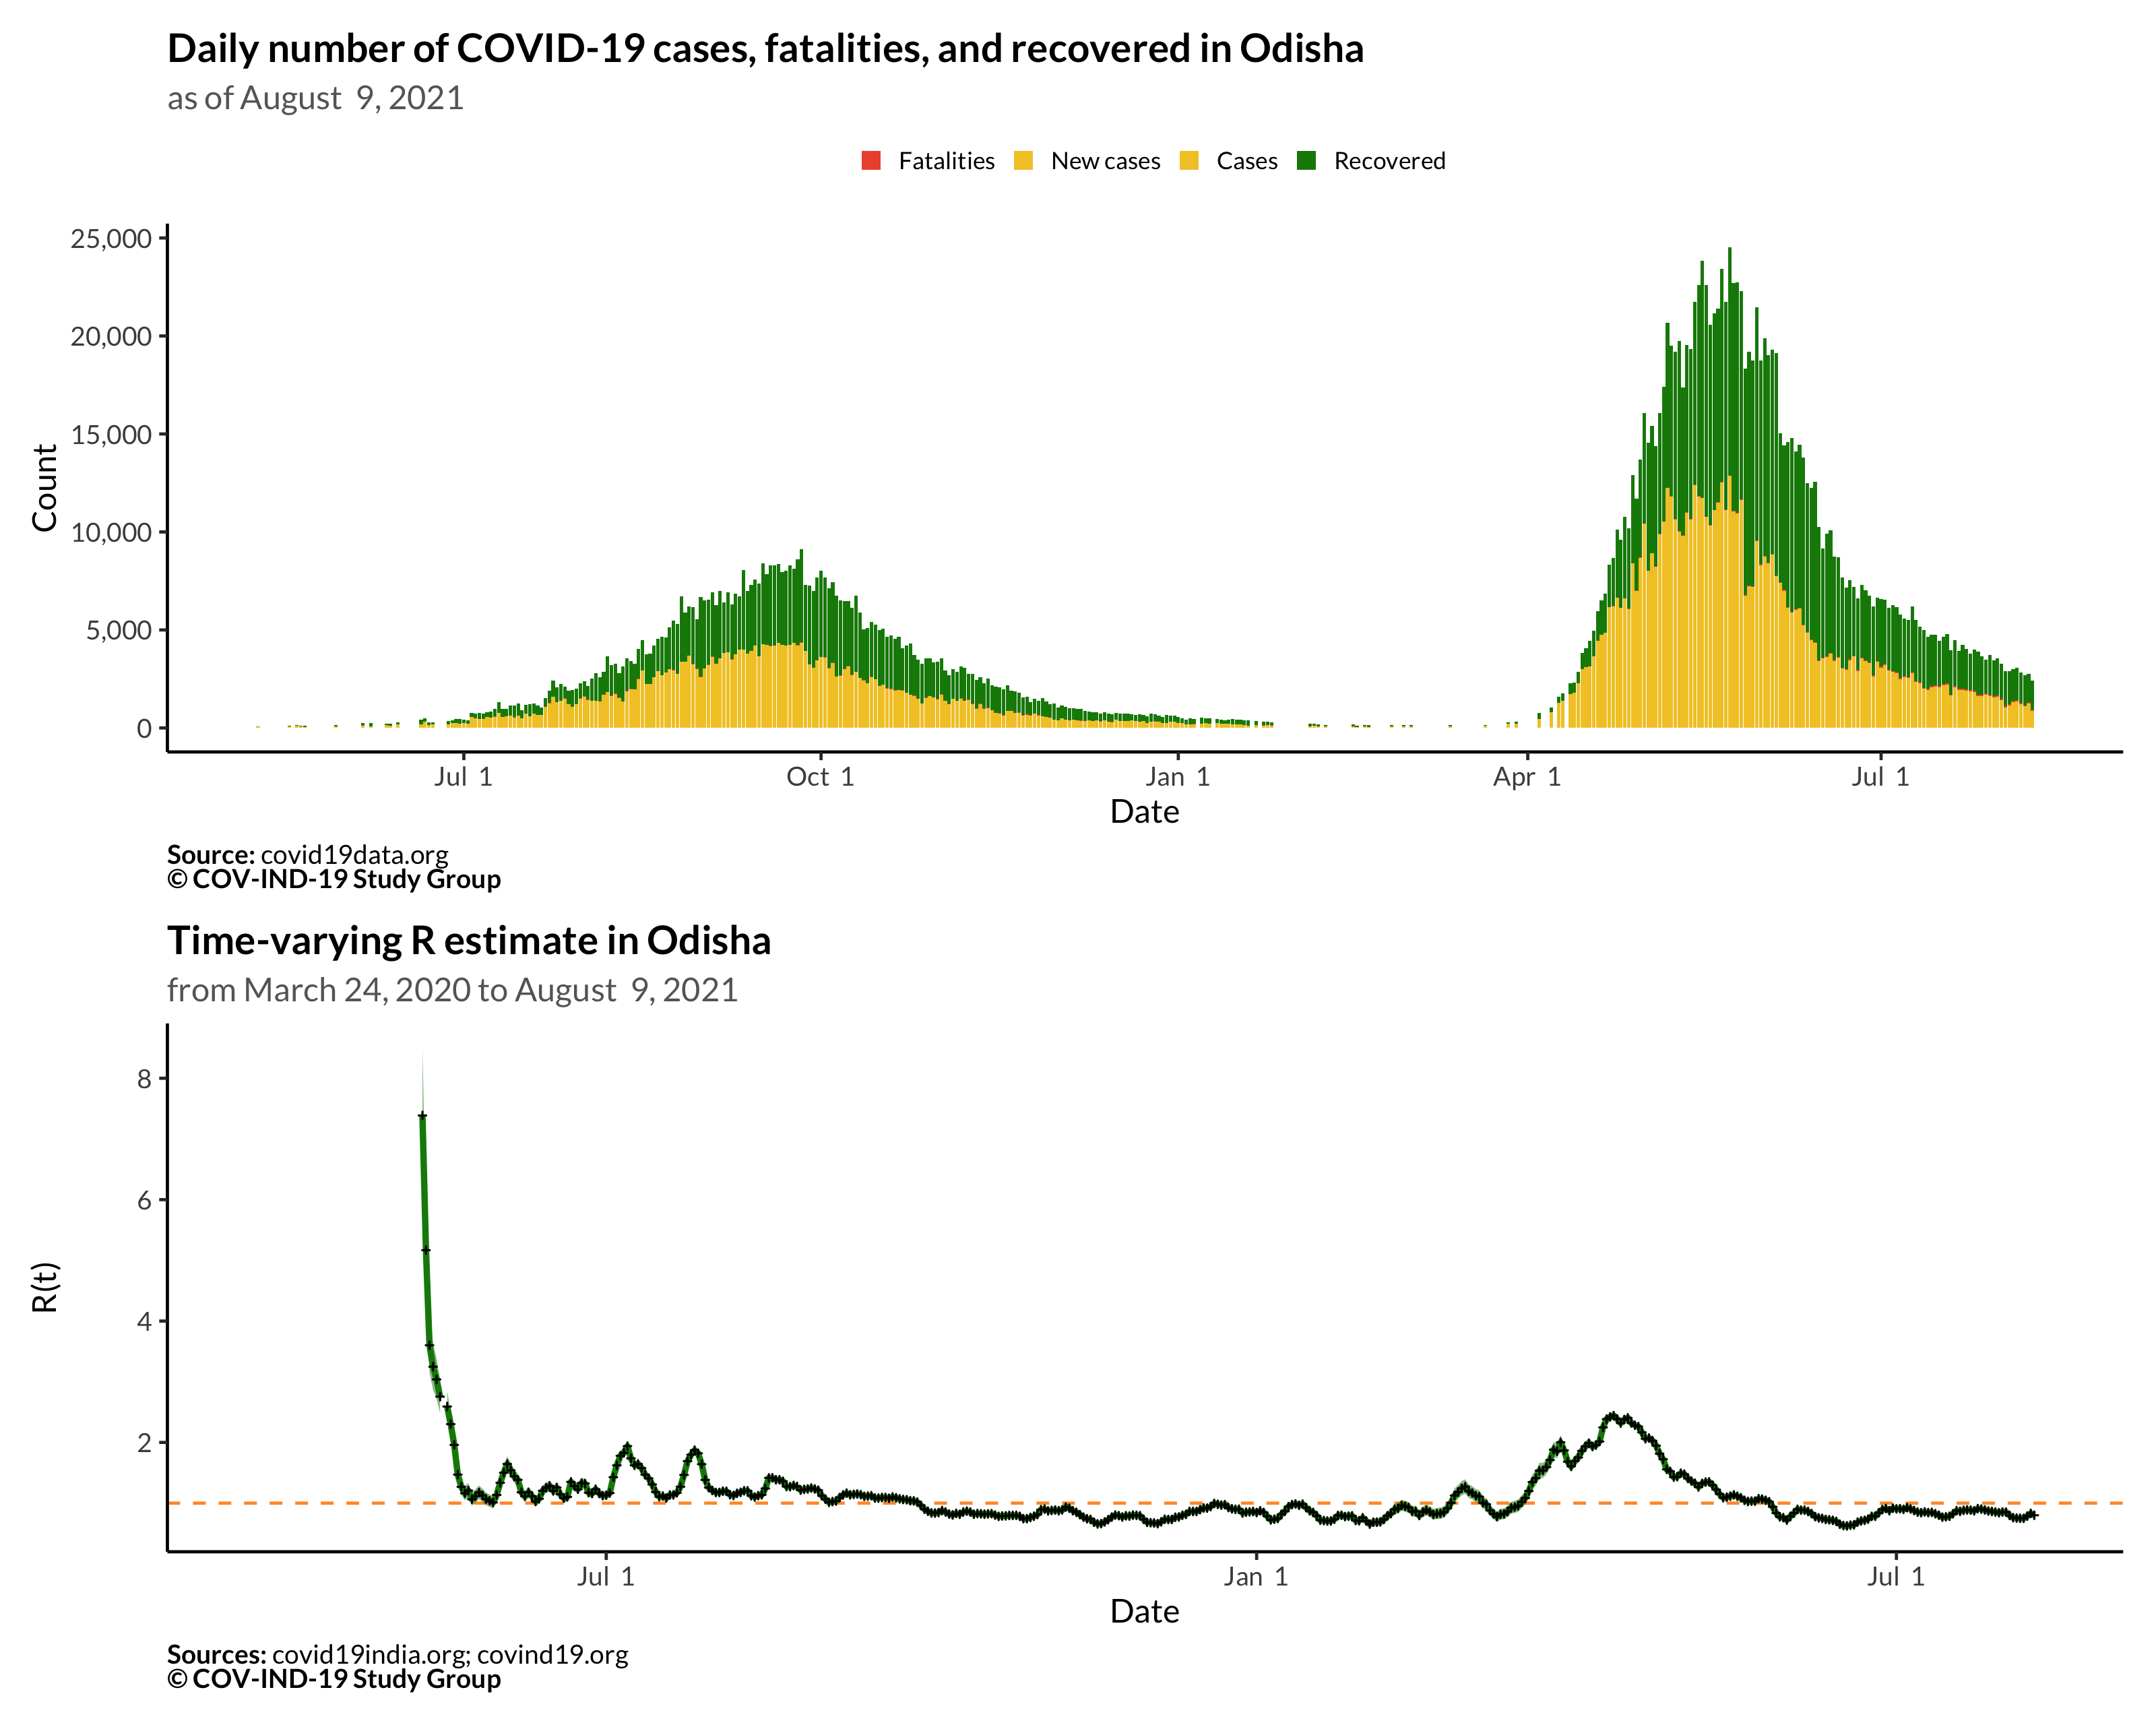 Daily number of COVID-19 cases, fatalities, and recovered in Odisha
as of August  9, 2021
Fatalities New cases Cases Recovered
25,000
20,000
15,000
10,000
5,000
0
Count
Jul  1 Oct  1 Jan  1 Apr  1 Jul  1
Date
Source: covid19data.org
© COV-IND-19 Study Group
Time-varying R estimate in Odisha
from March 24, 2020 to August  9, 2021
8
6
4
2
R(t)
Jul  1 Jan  1 Jul  1
Date
Sources: covid19india.org; covind19.org
© COV-IND-19 Study Group